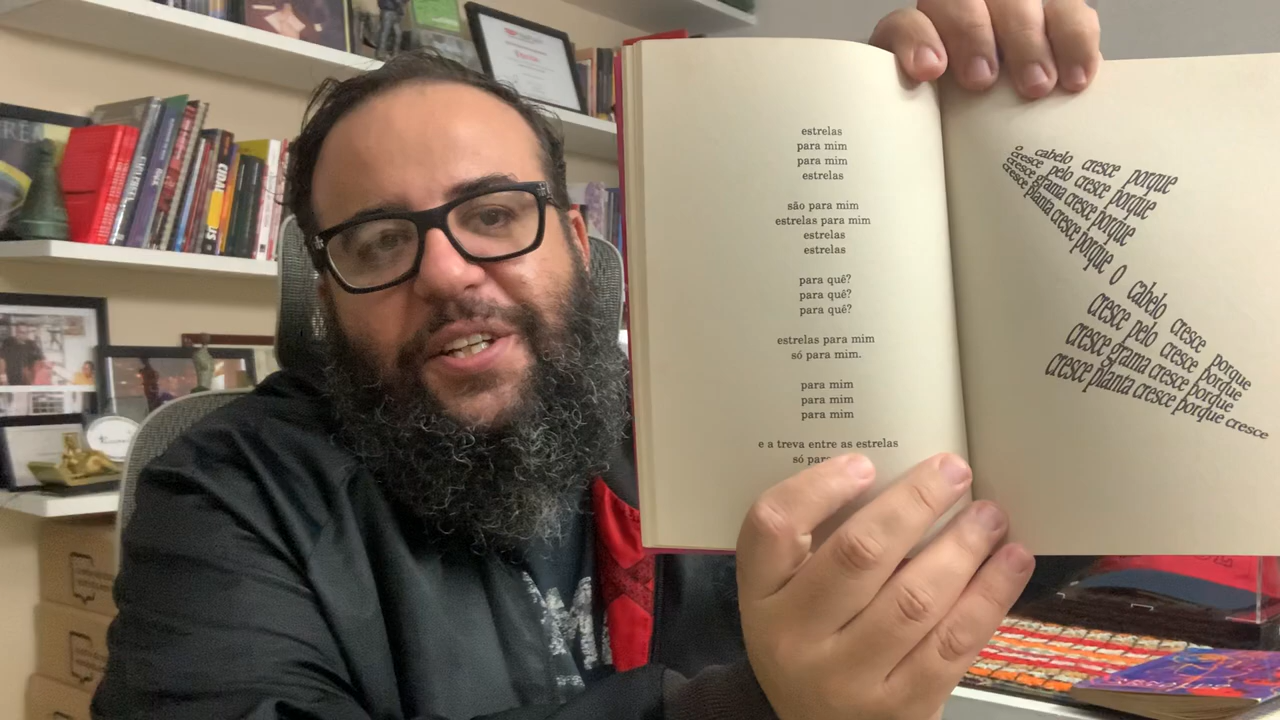 estrelas
para mim
para mim
estrelas
são para mim
estrelas para mim
estrelas
estrelas
para quê?
para quê?
para quê?
estrelas para mim
só para mim.
para mim
para mim
para mim
e a treva entre as estrelas
só
o cabelo cresce porque
cresce pelo cresce porque
cresce grama cresce porque
cresce planta cresce porque
O cabelo cresce porque
cresce pelo cresce porque
cresce grama cresce porque
cresce planta cresce porque cresce